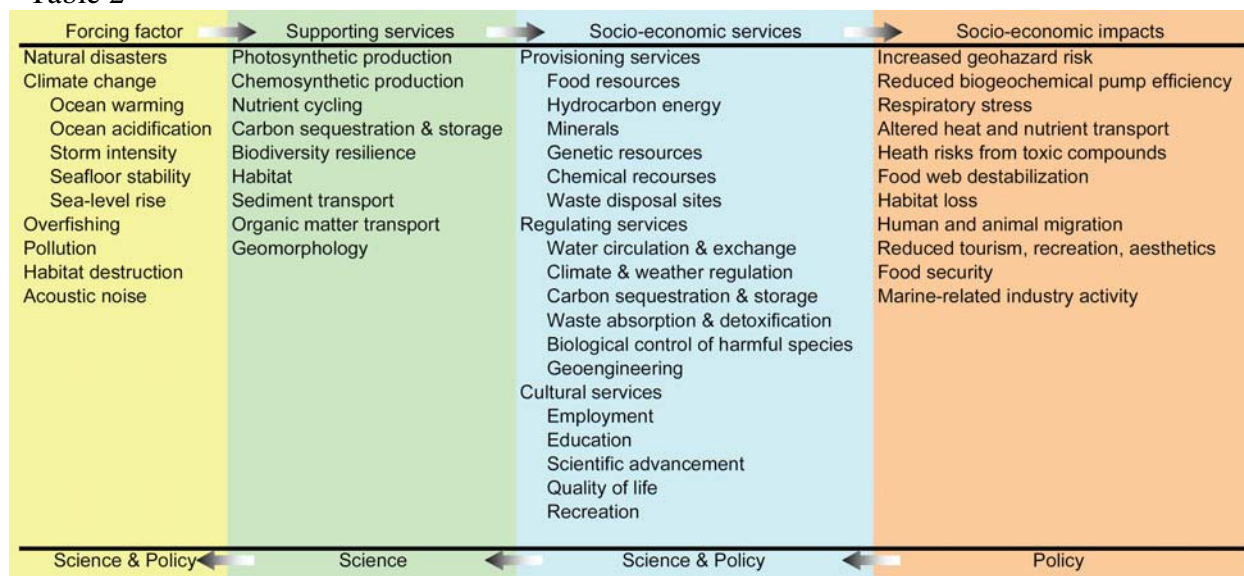 Table 2
Forcing factor
Supporting services
Socio-economic services
Socio-economic impacts
Natural disasters
Climate change
Ocean warming
Ocean acidification
Storm intensity
Seafloor stability
Sea-level rise
Overfishing
Pollution
Habitat destruction
Acoustic noise
Photosynthetic production
Chemosynthetic production
Nutrient cycling
Carbon sequestration & storage
Biodiversity resilience
Habitat
Sediment transport
Organic matter transport
Geomorphology
Provisioning services
Food resources
Hydrocarbon energy
Minerals
Genetic resources
Chemical recourses
Waste disposal sites
Regulating services
Water circulation & exchange
Climate & weather regulation
Carbon sequestration & storage
Waste absorption & detoxification
Biological control of harmful species
Geoengineering
Cultural services
Employment
Education
Scientific advancement
Quality of life
Recreation
Increased geohazard risk
Reduced biogeochemical pump efficiency
Respiratory stress
Altered heat and nutrient transport
Heath risks from toxic compounds
Food web destabilization
Habitat loss
Human and animal migration
Reduced tourism, recreation, aesthetics
Food security
Marine-related industry activity
Science & Policy
Science
Science & Policy
Policy